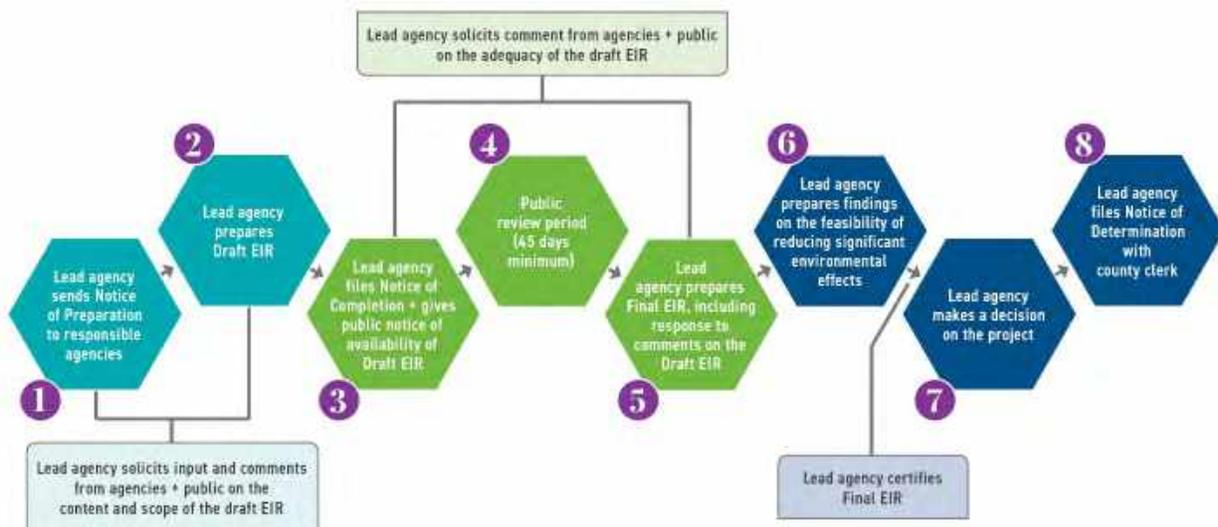 Lead agency solicits comment from agencies + public
on the adequacy of the draft EIR
1
Lead agency
sends Notice
of Preparation
to responsible
agencies
2
Lead agency
prepares
Draft EIR
Lead agency solicits input and comments
from agencies + public on the
content and scope of the draft EIR
3
Lead agency
files Notice of
Completion + gives
public notice of
availability of
Draft EIR
4
Public
review period
(45 days
minimum)
5
Lead
agency prepares
Final EIR, including
response to
comments on the
Draft EIR
6
Lead agency
prepares findings
on the feasibility of
reducing significant
environmental
effects
Lead agency certifies
Final EIR
7
Lead agency
makes a decision
on the project
8
Lead agency
files Notice of
Determination
with
county clerk